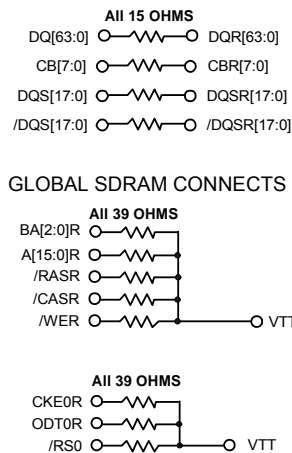 All 15 OHMS
DQ[63:0] DQR[63:0]
CB[7:0] CBR[7:0]
DQS[17:0] DQSR[17:0]
/DQS[17:0] /DQSR[17:0]
GLOBAL SDRAM CONNECTS
All 39 OHMS
BA[2:0]R
A[15:0]R
/RASR
/CASR
/WER VTT
All 39 OHMS
CKE0R
ODT0R
/RS0 VTT